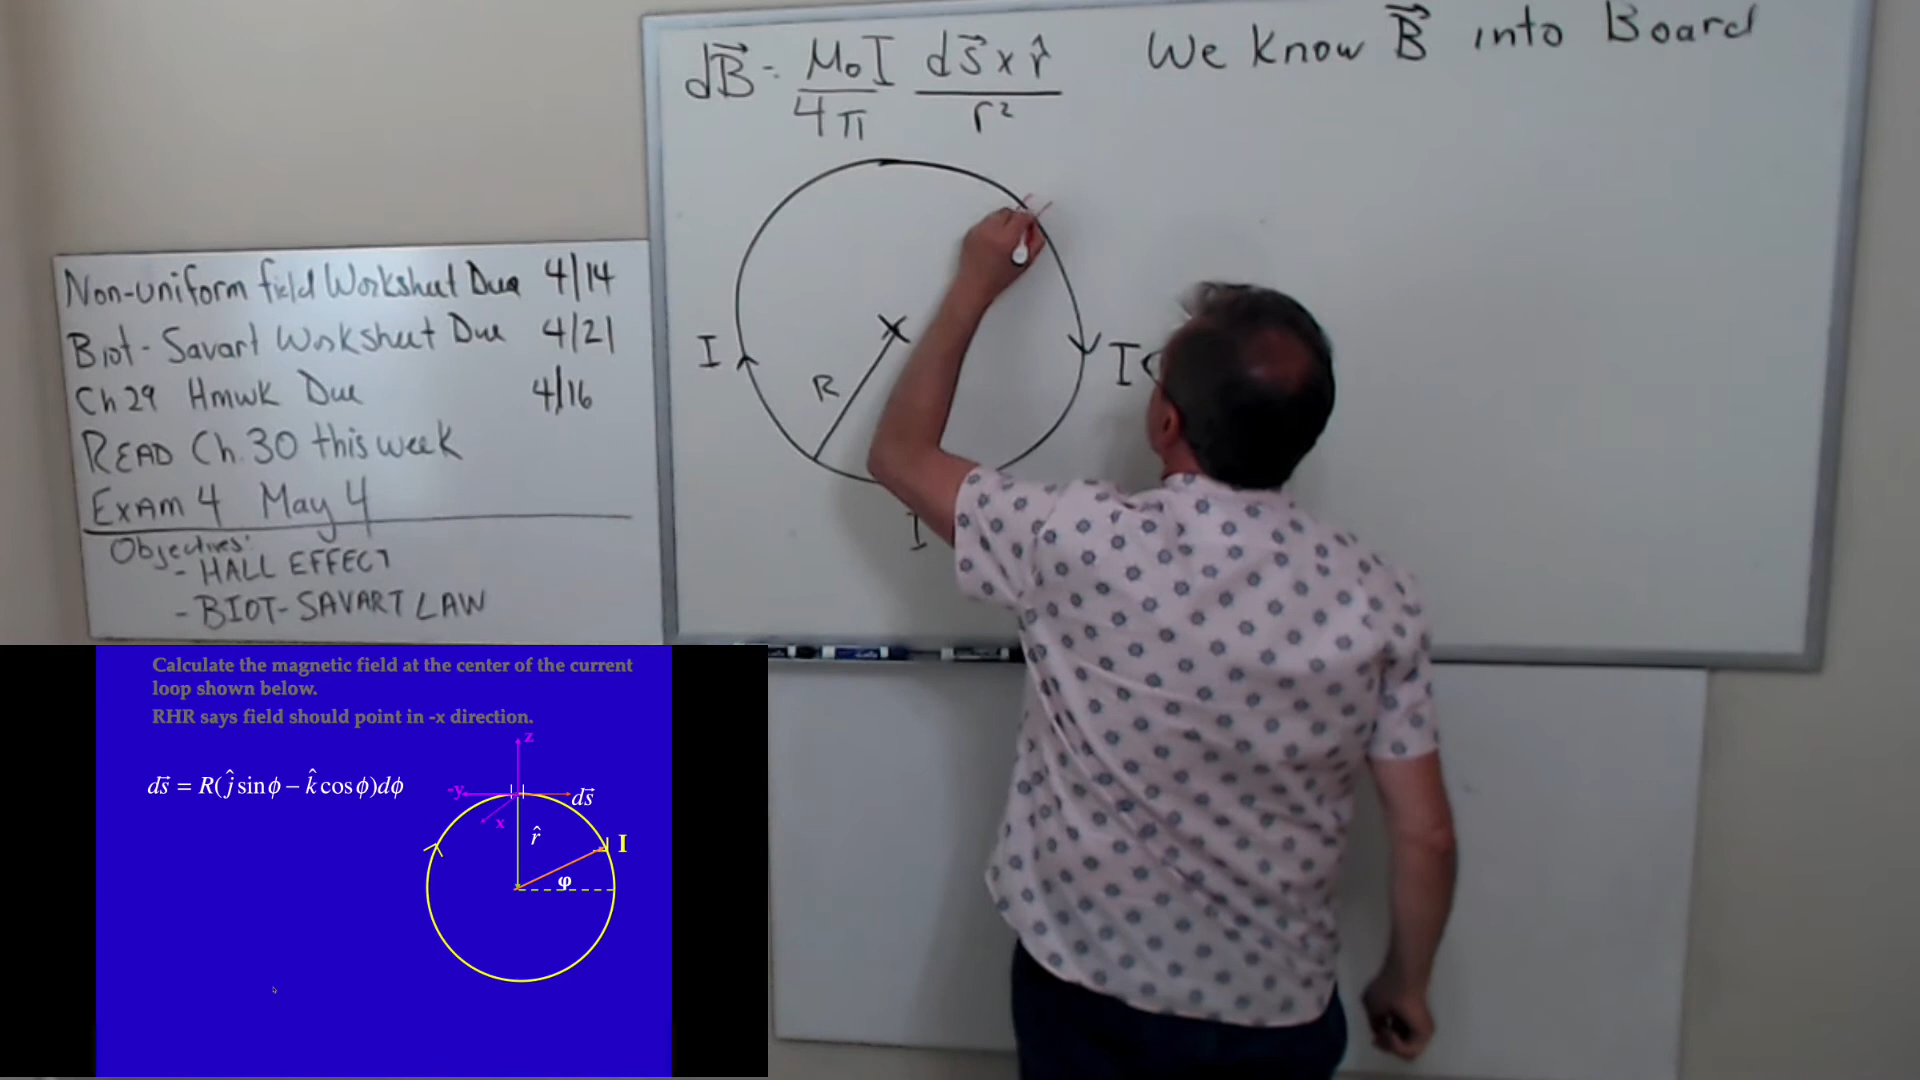 dB⃗ = μ₀I/4π ds⃗ x r̂/r²
We know B⃗ into Board
I
R
I
I
Non-uniform field Worksheet Due 4/14
Biot-Savart Worksheet Due 4/21
Ch 29 Hmwk Due 4/16
READ Ch. 30 this week
EXAM 4 May 4
Objectives:
- HALL EFFECT
- BIOT-SAVART LAW
Calculate the magnetic field at the center of the current
loop shown below.
RHR says field should point in -x direction.
z
ds⃗ = R(ĵ sin ϕ – k̂ cos ϕ)dϕ
-y
ds⃗
x
r̂
I
φ